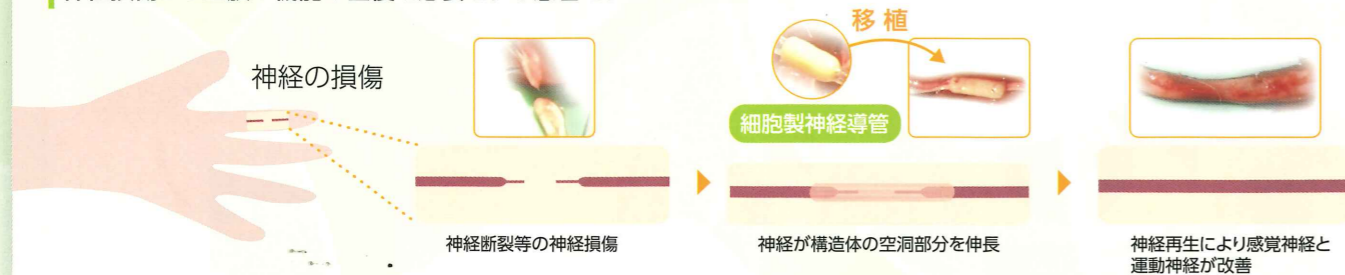 神経の損傷
移植
細胞製神経導管
神経断裂等の神経損傷
神経が構造体の空洞部分を伸長
神経再生により感覚神経と
運動神経が改善